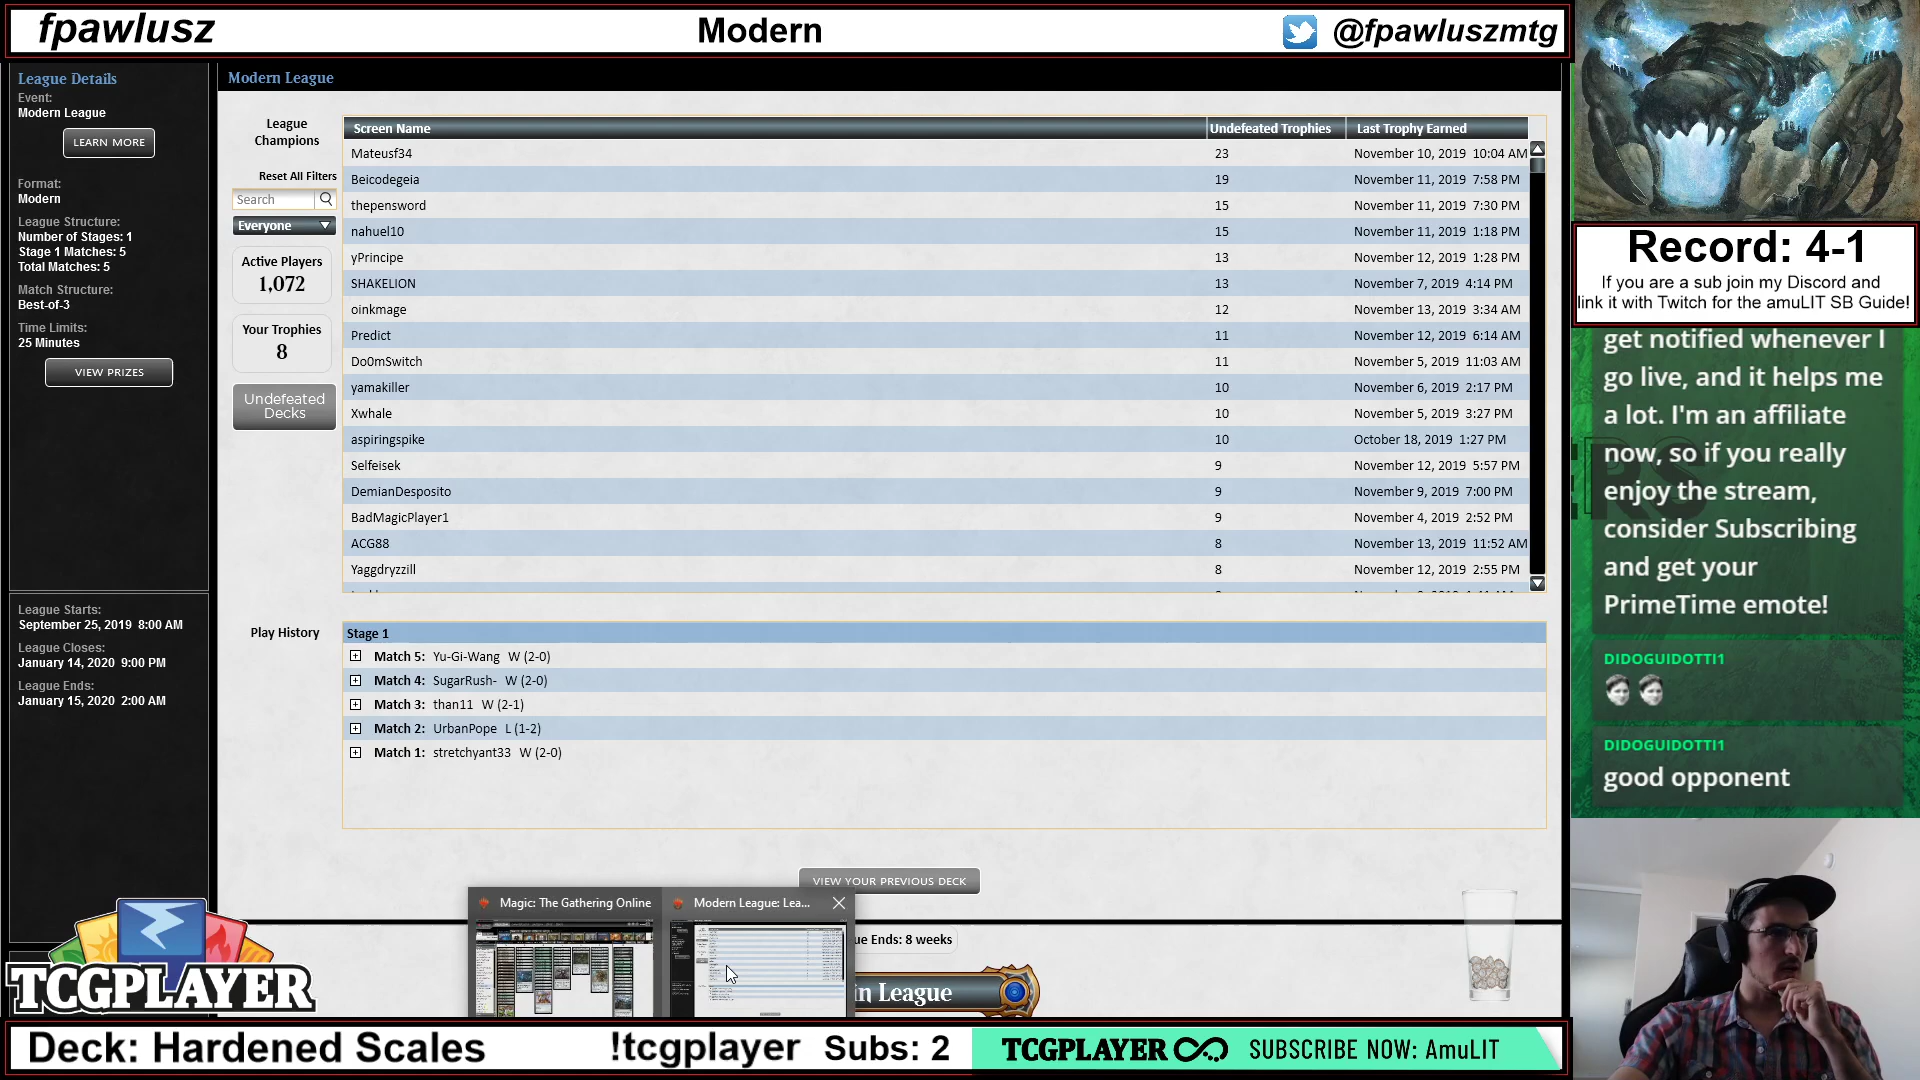 fpawlusz
Modern
@fpawluszmtg
League Details
Event:
Modern League
LEARN MORE
Format:
Modern
League Structure:
Number of Stages: 1
Stage 1 Matches: 5
Total Matches: 5
Match Structure:
Best-of-3
Time Limits:
25 Minutes
VIEW PRIZES
League Starts:
September 25, 2019 8:00 AM
League Closes:
January 14, 2020 9:00 PM
League Ends:
January 15, 2020 2:00 AM
Modern League
League
Champions
Reset All Filters
Search
Everyone
Active Players
1,072
Your Trophies
8
Undefeated
Decks
Screen Name Undefeated Trophies Last Trophy Earned
Mateusf34 23 November 10, 2019 10:04 AM
Beicodegeia 19 November 11, 2019 7:58 PM
thepensword 15 November 11, 2019 7:30 PM
nahuel10 15 November 11, 2019 1:18 PM
yPrincipe 13 November 12, 2019 1:28 PM
SHAKELION 13 November 7, 2019 4:14 PM
oinkmage 12 November 13, 2019 3:34 AM
Predict 11 November 12, 2019 6:14 AM
Do0mSwitch 11 November 5, 2019 11:03 AM
yamakiller 10 November 6, 2019 2:17 PM
Xwhale 10 November 5, 2019 3:27 PM
aspiringspike 10 October 18, 2019 1:27 PM
Selfeisek 9 November 12, 2019 5:57 PM
DemianDesposito 9 November 9, 2019 7:00 PM
BadMagicPlayer1 9 November 4, 2019 2:52 PM
ACG88 8 November 13, 2019 11:52 AM
Yaggdryzzill 8 November 12, 2019 2:55 PM
Play History
Stage 1
Match 5: Yu-Gi-Wang W (2-0)
Match 4: SugarRush- W (2-0)
Match 3: than11 W (2-1)
Match 2: UrbanPope L (1-2)
Match 1: stretchyant33 W (2-0)
VIEW YOUR PREVIOUS DECK
Magic: The Gathering Online
Modern League: Lea...
ue Ends: 8 weeks
n League
Record: 4-1
If you are a sub join my Discord and
link it with Twitch for the amuLIT SB Guide!
get notified whenever I
go live, and it helps me
a lot. I'm an affiliate
now, so if you really
enjoy the stream,
consider Subscribing
and get your
PrimeTime emote!
DIDOGUIDOTTI1
DIDOGUIDOTTI1
good opponent
TCGPLAYER
Deck: Hardened Scales
!tcgplayer
Subs: 2
TCGPLAYER
SUBSCRIBE NOW: AmuLIT